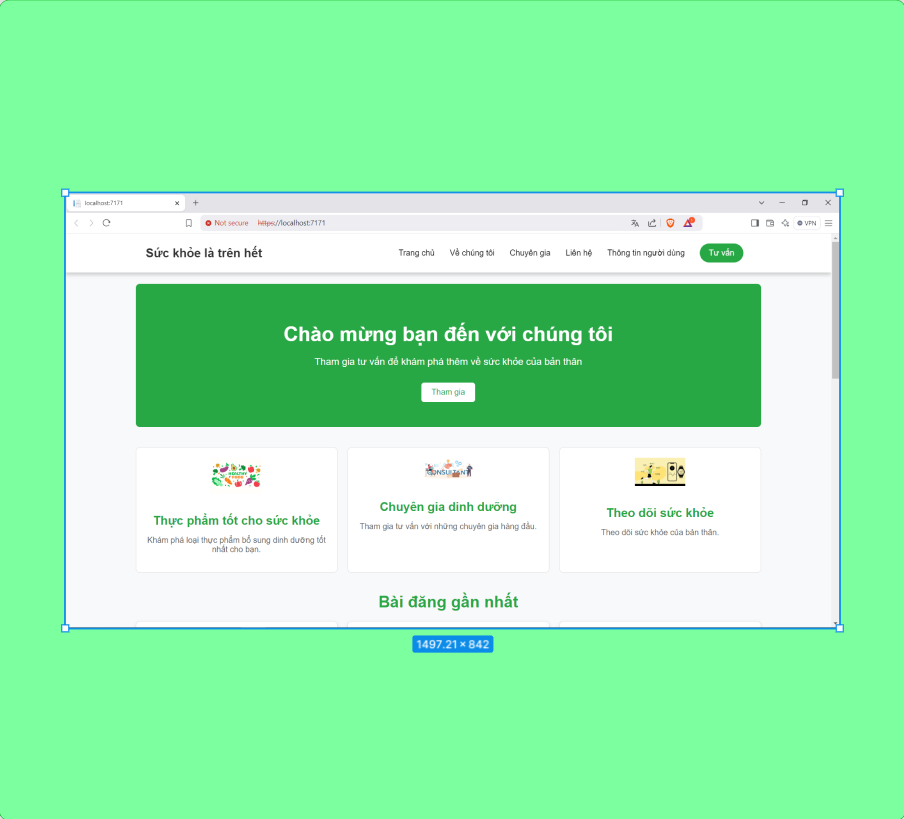 localhost:7171
Not secure https://localhost:7171
VPN
Sức khỏe là trên hết
Trang chủ Về chúng tôi Chuyên gia Liên hệ Thông tin người dùng Tư vấn
Chào mừng bạn đến với chúng tôi
Tham gia tư vấn để khám phá thêm về sức khỏe của bản thân
Tham gia
HEALTHY
FOOD
CONSULTANT
Thực phẩm tốt cho sức khỏe
Khám phá loại thực phẩm bổ sung dinh dưỡng tốt
nhất cho bạn.
Chuyên gia dinh dưỡng
Tham gia tư vấn với những chuyên gia hàng đầu.
Theo dõi sức khỏe
Theo dõi sức khỏe của bản thân.
Bài đăng gần nhất
1497.21 × 842